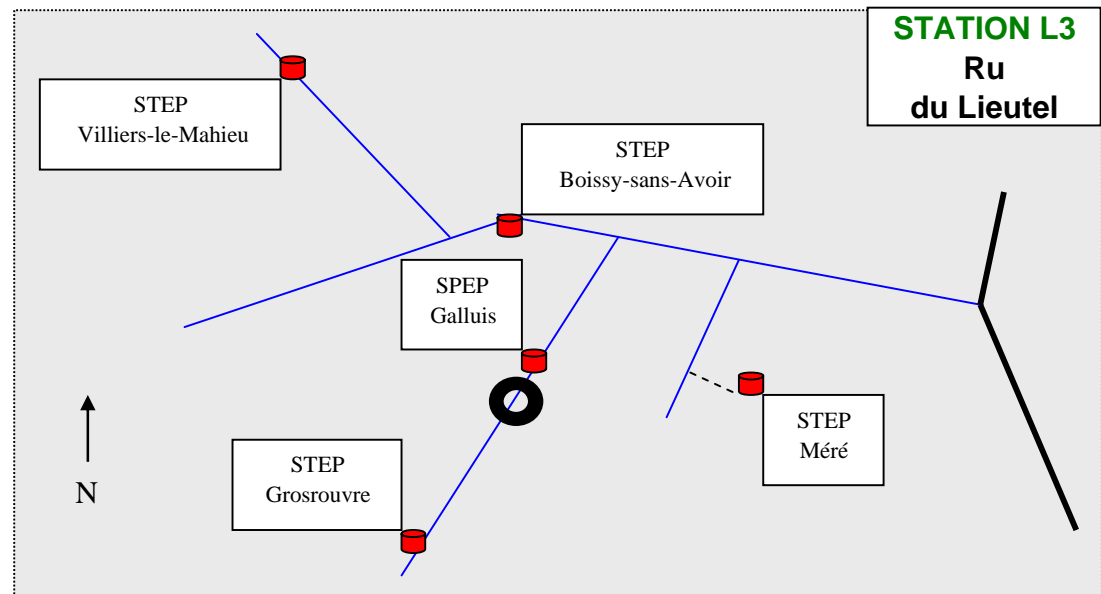 STATION L3
Ru
du Lieutel
STEP
Villiers-le-Mahieu
STEP
Boissy-sans-Avoir
SPEP
Galluis
STEP
Méré
STEP
Grosrouvre
N